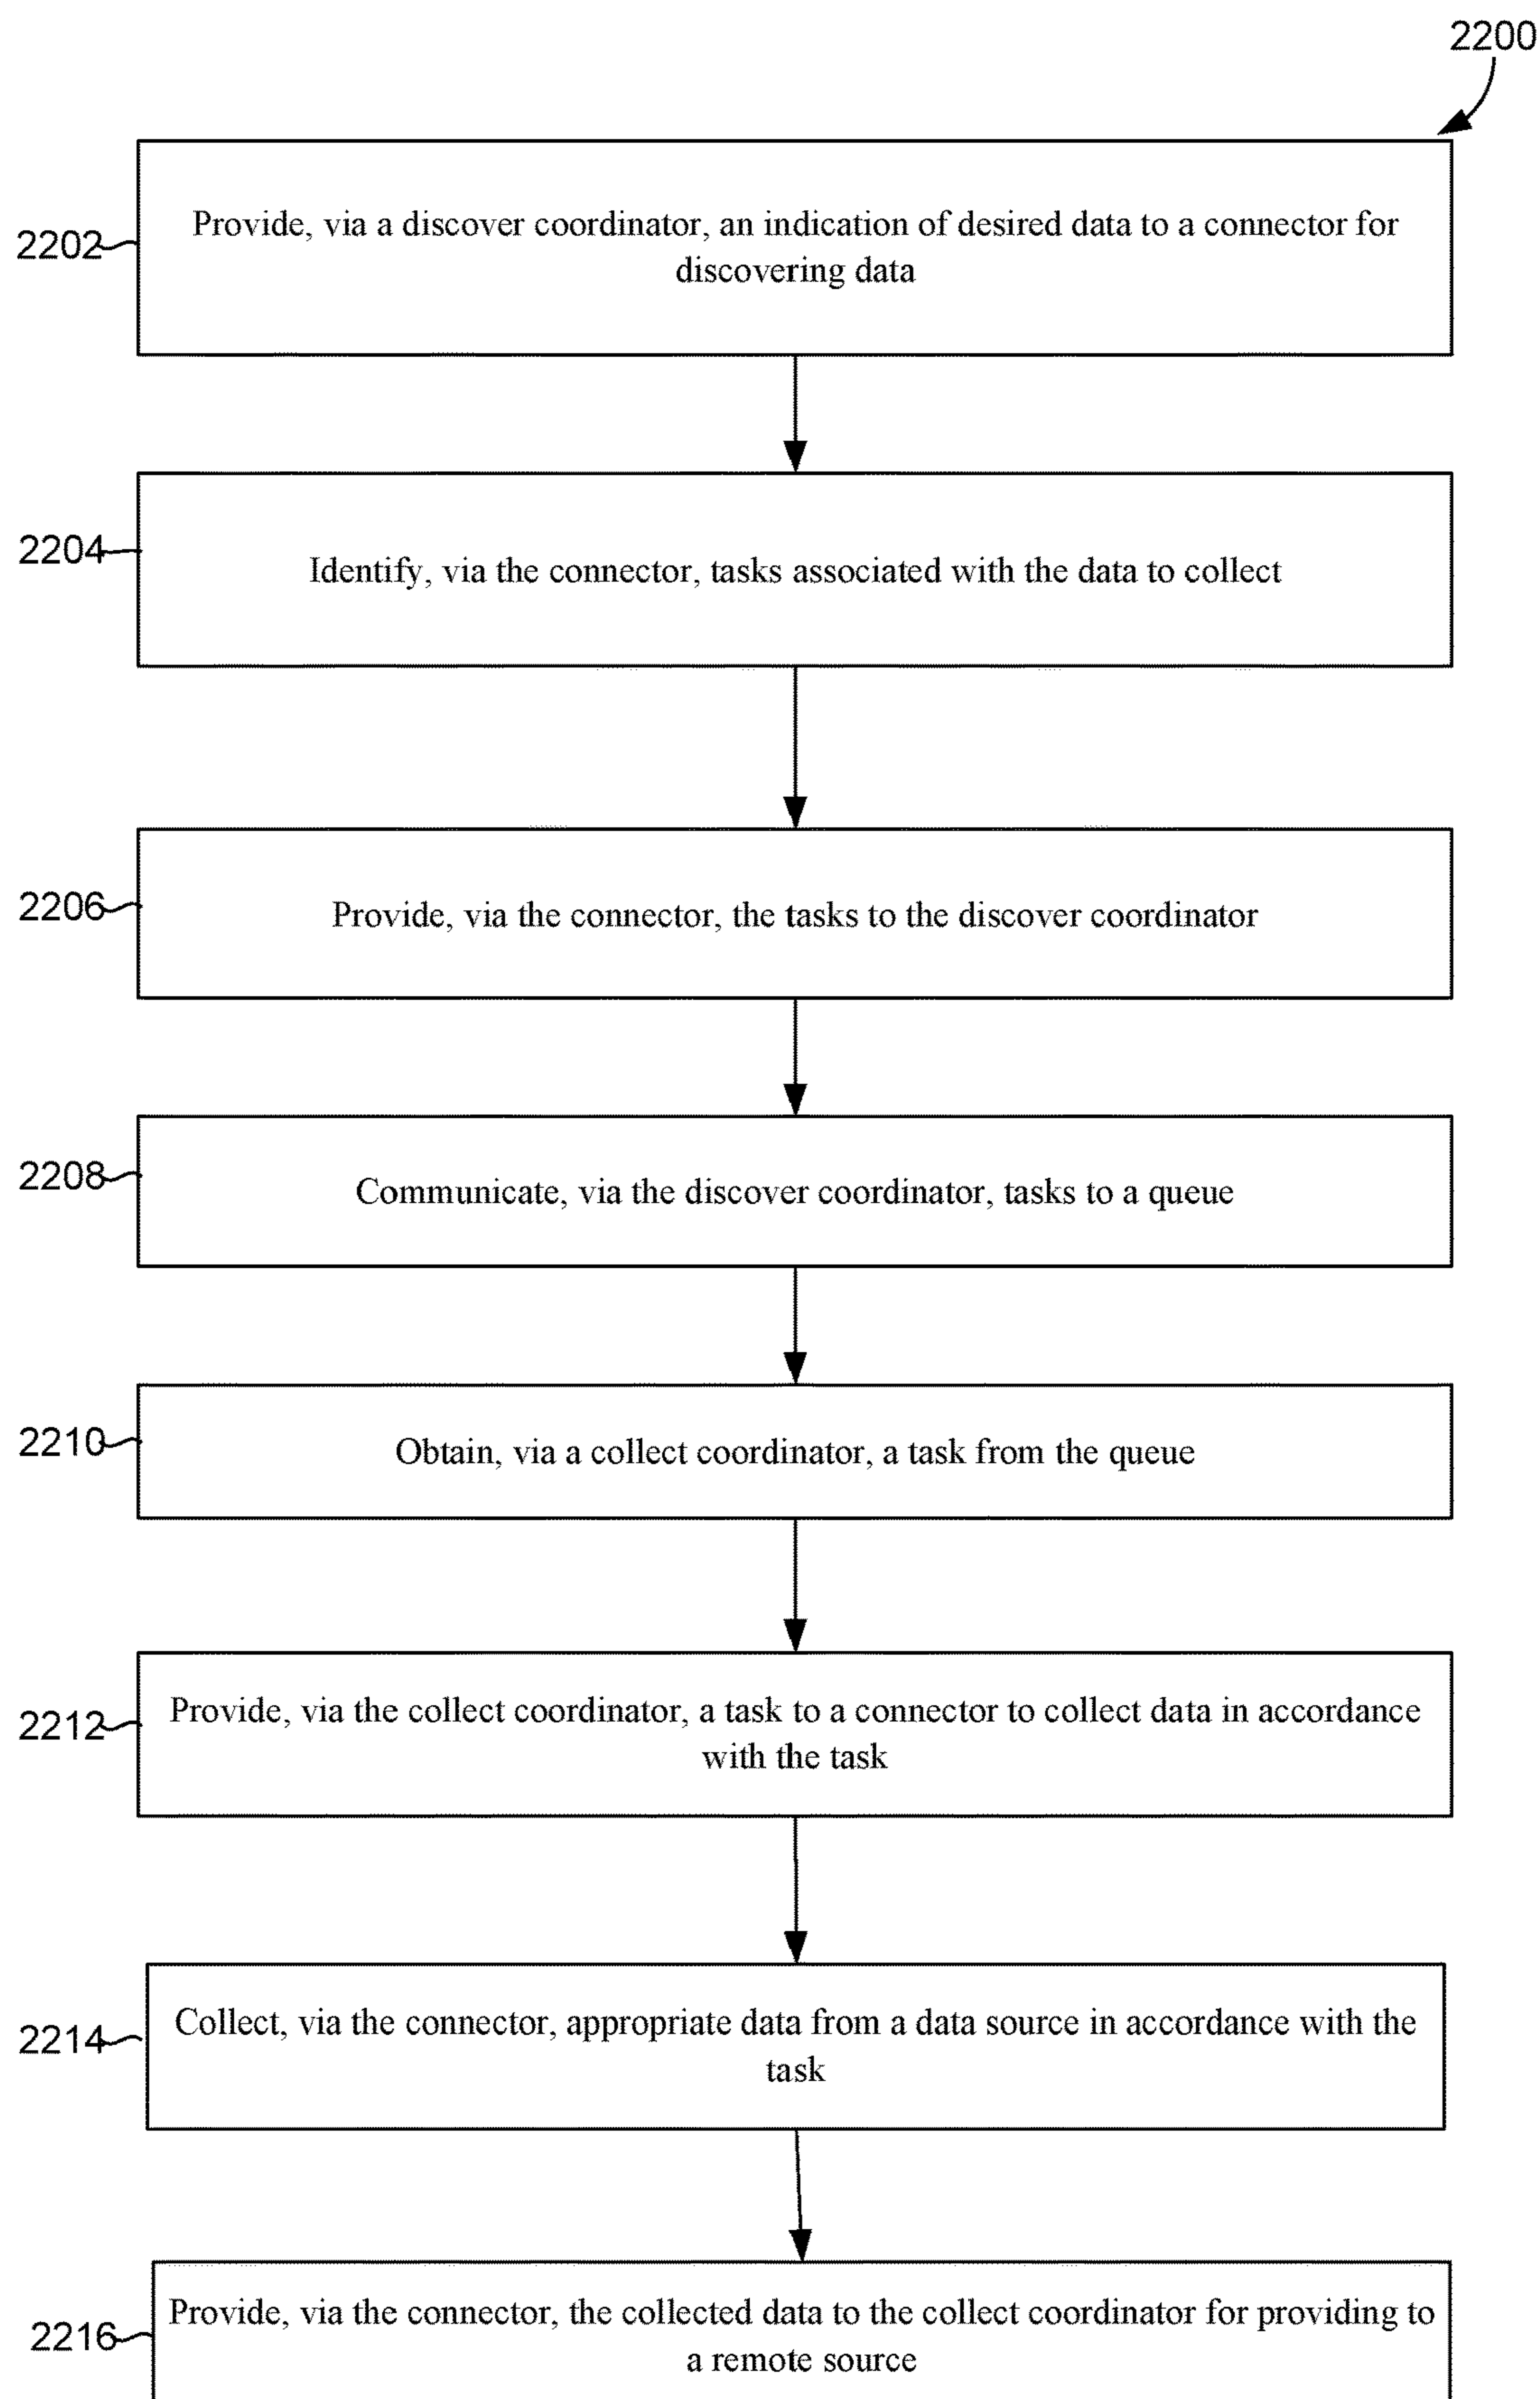 2200
2202
Provide, via a discover coordinator, an indication of desired data to a connector for
discovering data
2204
Identify, via the connector, tasks associated with the data to collect
2206
Provide, via the connector, the tasks to the discover coordinator
2208
Communicate, via the discover coordinator, tasks to a queue
2210
Obtain, via a collect coordinator, a task from the queue
2212
Provide, via the collect coordinator, a task to a connector to collect data in accordance
with the task
2214
Collect, via the connector, appropriate data from a data source in accordance with the
task
2216
Provide, via the connector, the collected data to the collect coordinator for providing to
a remote source